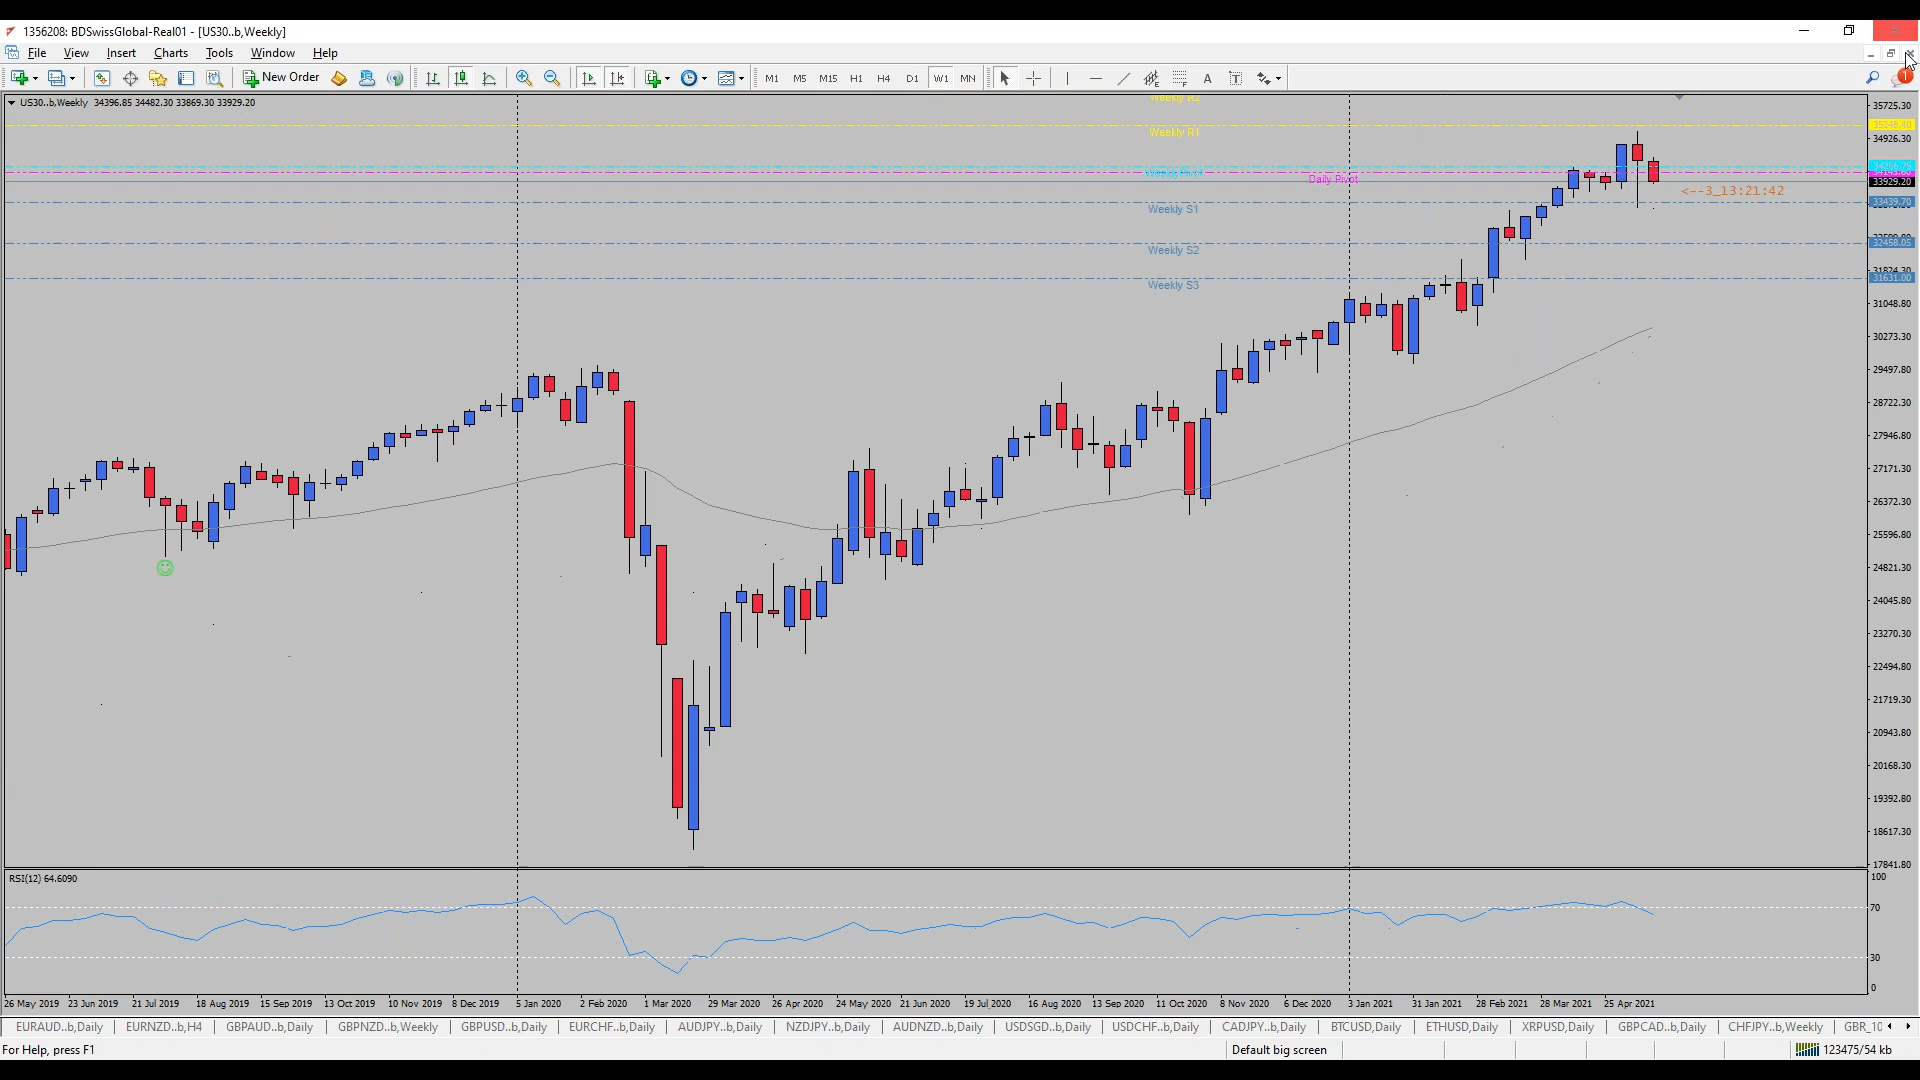 1356208: BDSwissGlobal-Real01 - [US30..b,Weekly]
File View Insert Charts Tools Window Help
New Order M1 M5 M15 H1 H4 D1 W1 MN A T 1
US30..b,Weekly 34396.85 34482.30 33869.30 33929.20
Weekly R2
35725.30
Weekly R1
34926.30
34266.75
Daily Pivot
33929.20
<--3_13:21:42
Weekly S1
33439.70
Weekly S2
32458.05
31824.30
Weekly S3
31631.00
31048.80
30273.30
29497.80
28722.30
27946.80
27171.30
26372.30
25596.80
24821.30
24045.80
23270.30
22494.80
21719.30
20943.80
20168.30
19392.80
18617.30
17841.80
RSI(12) 64.6090
100
70
30
0
26 May 2019 23 Jun 2019 21 Jul 2019 18 Aug 2019 15 Sep 2019 13 Oct 2019 10 Nov 2019 8 Dec 2019 5 Jan 2020 2 Feb 2020 1 Mar 2020 29 Mar 2020 26 Apr 2020 24 May 2020 21 Jun 2020 19 Jul 2020 16 Aug 2020 13 Sep 2020 11 Oct 2020 8 Nov 2020 6 Dec 2020 3 Jan 2021 31 Jan 2021 28 Feb 2021 28 Mar 2021 25 Apr 2021
EURAUD..b,Daily EURNZD..b,H4 GBPAUD..b,Daily GBPNZD..b,Weekly GBPUSD..b,Daily EURCHF..b,Daily AUDJPY..b,Daily NZDJPY..b,Daily AUDNZD..b,Daily USDSGD..b,Daily USDCHF..b,Daily CADJPY..b,Daily BTCUSD,Daily ETHUSD,Daily XRPUSD,Daily GBPCAD..b,Daily CHFJPY..b,Weekly GBR_10
For Help, press F1 Default big screen 123475/54 kb